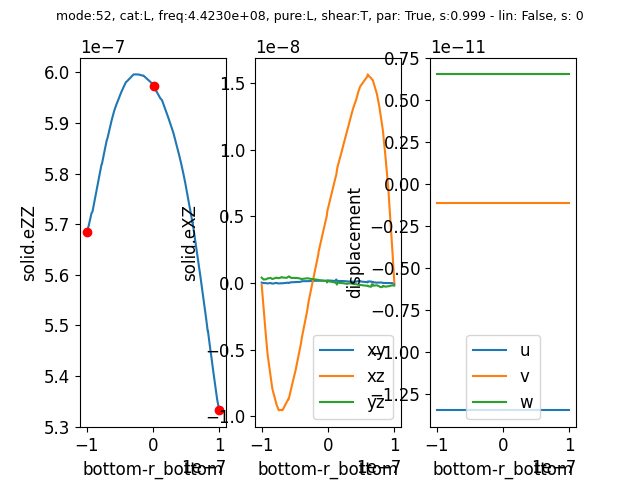 mode:52, cat:L, freq:4.4230e+08, pure:L, shear:T, par: True, s:0.999 - lin: False, s: 0
1e−7
6.0
5.9
5.8
5.7
5.6
5.5
5.4
5.3
solid.eZZ
−1
0
1
1e−7
bottom-r_bottom
1e−8
1.5
1.0
0.5
0.0
−0.5
−1.0
solid.eXZ
xy
xz
yz
−1
0
1
1e−7
bottom-r_bottom
1e−11
0.75
0.50
0.25
0.00
−0.25
−0.50
−0.75
−1.00
−1.25
displacement
u
v
w
−1
0
1
1e−7
bottom-r_bottom